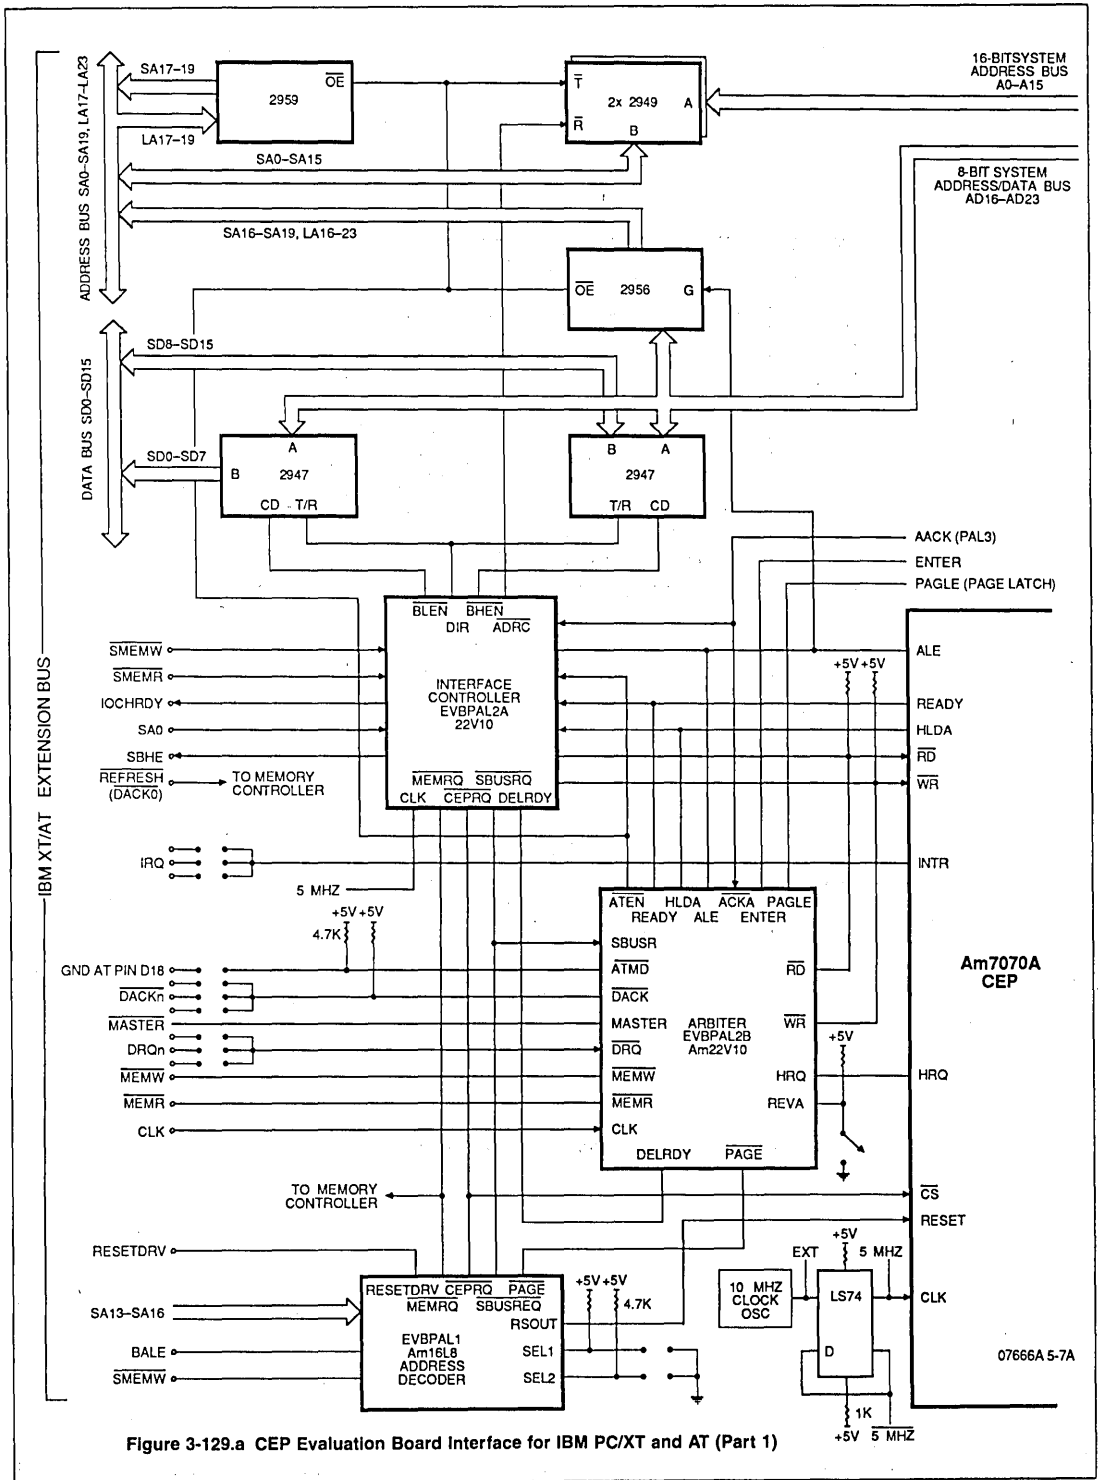 IBM XT/AT EXTENSION BUS
ADDRESS BUS SA0–SA19, LA17–LA23
SA17–19
OE
2959
LA17–19
T
2x 2949
A
R
B
16-BITSYSTEM
ADDRESS BUS
A0–A15
SA0–SA15
8-BIT SYSTEM
ADDRESS/DATA BUS
AD16–AD23
SA16–SA19, LA16–23
OE
2956
G
DATA BUS SD0–SD15
SD8–SD15
SD0–SD7
A
B
2947
CD
T/R
B
A
2947
T/R
CD
AACK (PAL3)
ENTER
PAGLE (PAGE LATCH)
BLEN
BHEN
DIR
ADRC
SMEMW
SMEMR
IOCHRDY
SA0
SBHE
REFRESH
(DACK0)
TO MEMORY
CONTROLLER
INTERFACE
CONTROLLER
EVBPAL2A
22V10
MEMRQ
SBUSRQ
CLK
CEPRQ
DELRDY
+5V
+5V
ALE
READY
HLDA
RD
WR
IRQ
INTR
5 MHZ
+5V
+5V
4.7K
ATEN
HLDA
ACKA
PAGLE
READY
ALE
ENTER
Am7070A
CEP
GND AT PIN D18
DACKn
MASTER
DRQn
MEMW
MEMR
CLK
SBUSR
ATMD
DACK
MASTER
DRQ
MEMW
MEMR
CLK
ARBITER
EVBPAL2B
Am22V10
RD
WR
HRQ
REVA
DELRDY
PAGE
+5V
HRQ
TO MEMORY
CONTROLLER
CS
RESET
RESETDRV
SA13–SA16
BALE
SMEMW
RESETDRV
CEPRQ
PAGE
MEMRQ
SBUSREQ
RSOUT
EVBPAL1
Am16L8
ADDRESS
DECODER
SEL1
SEL2
+5V
+5V
4.7K
+5V
EXT
5 MHZ
10 MHZ
CLOCK
OSC
LS74
D
CLK
1K
+5V
5 MHZ
07666A 5-7A
Figure 3-129.a CEP Evaluation Board Interface for IBM PC/XT and AT (Part 1)